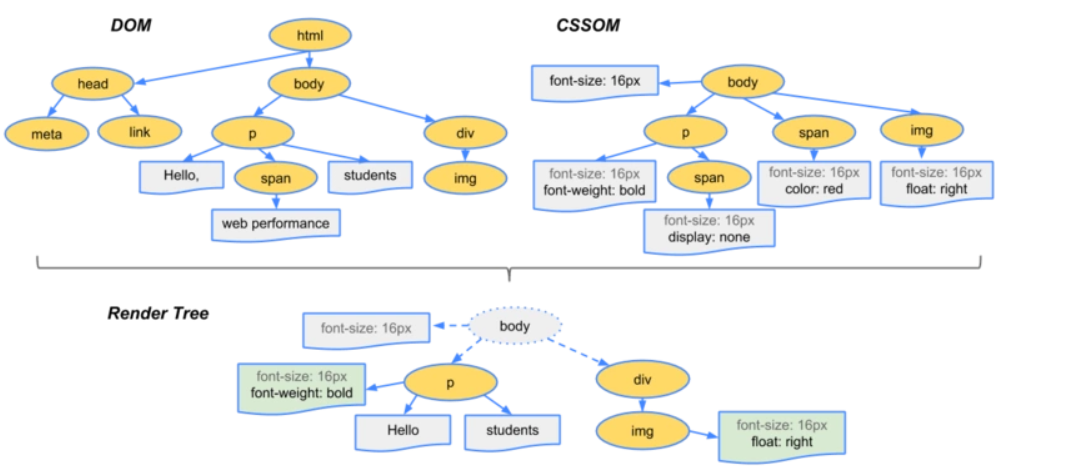 DOM
CSSOM
html
head
body
meta
link
p
div
Hello,
span
students
img
web performance
font-size: 16px
body
p
span
img
font-size: 16px
font-weight: bold
span
font-size: 16px
color: red
font-size: 16px
float: right
font-size: 16px
display: none
Render Tree
font-size: 16px
body
font-size: 16px
font-weight: bold
p
div
Hello
students
img
font-size: 16px
float: right